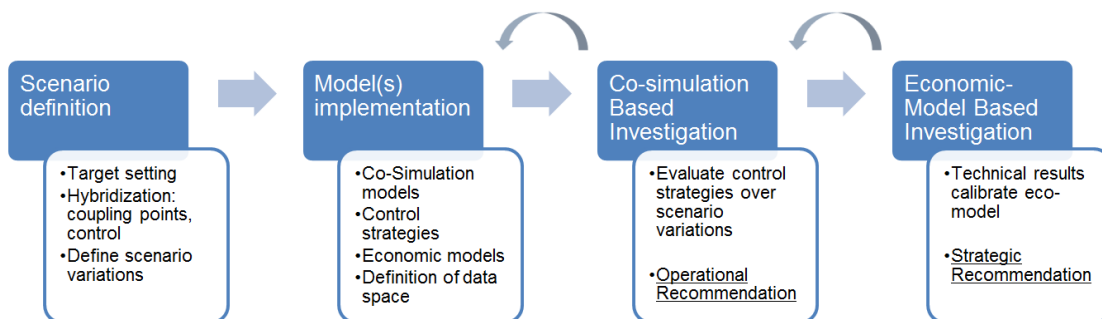 Scenario
definition
•Target setting
•Hybridization:
coupling points,
control
•Define scenario
variations
Model(s)
implementation
•Co-Simulation
models
•Control
strategies
•Economic models
•Definition of data
space
Co-simulation
Based
Investigation
•Evaluate control
strategies over
scenario
variations
•Operational
Recommendation
Economic-
Model Based
Investigation
•Technical results
calibrate eco-
model
•Strategic
Recommendation